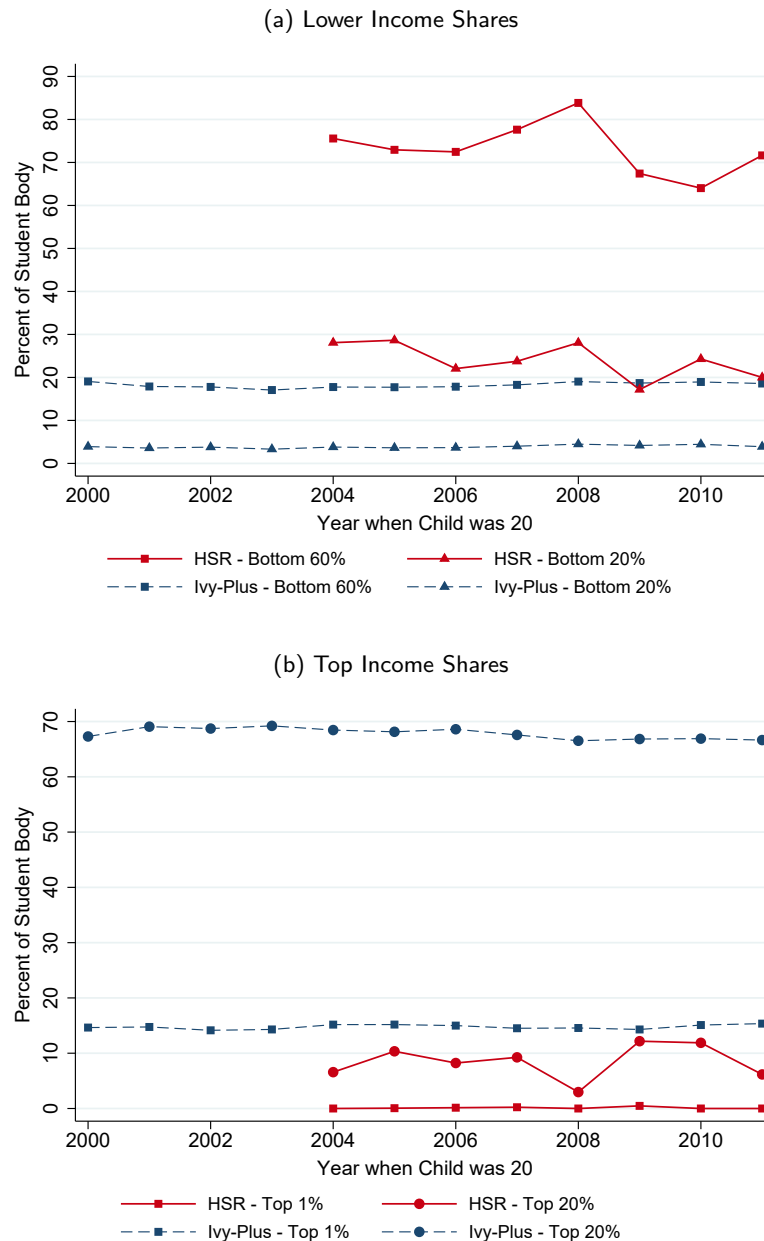 (a) Lower Income Shares
Percent of Student Body
90
80
70
60
50
40
30
20
10
0
2000 2002 2004 2006 2008 2010
Year when Child was 20
HSR - Bottom 60% HSR - Bottom 20%
Ivy-Plus - Bottom 60% Ivy-Plus - Bottom 20%
(b) Top Income Shares
Percent of Student Body
70
60
50
40
30
20
10
0
2000 2002 2004 2006 2008 2010
Year when Child was 20
HSR - Top 1% HSR - Top 20%
Ivy-Plus - Top 1% Ivy-Plus - Top 20%